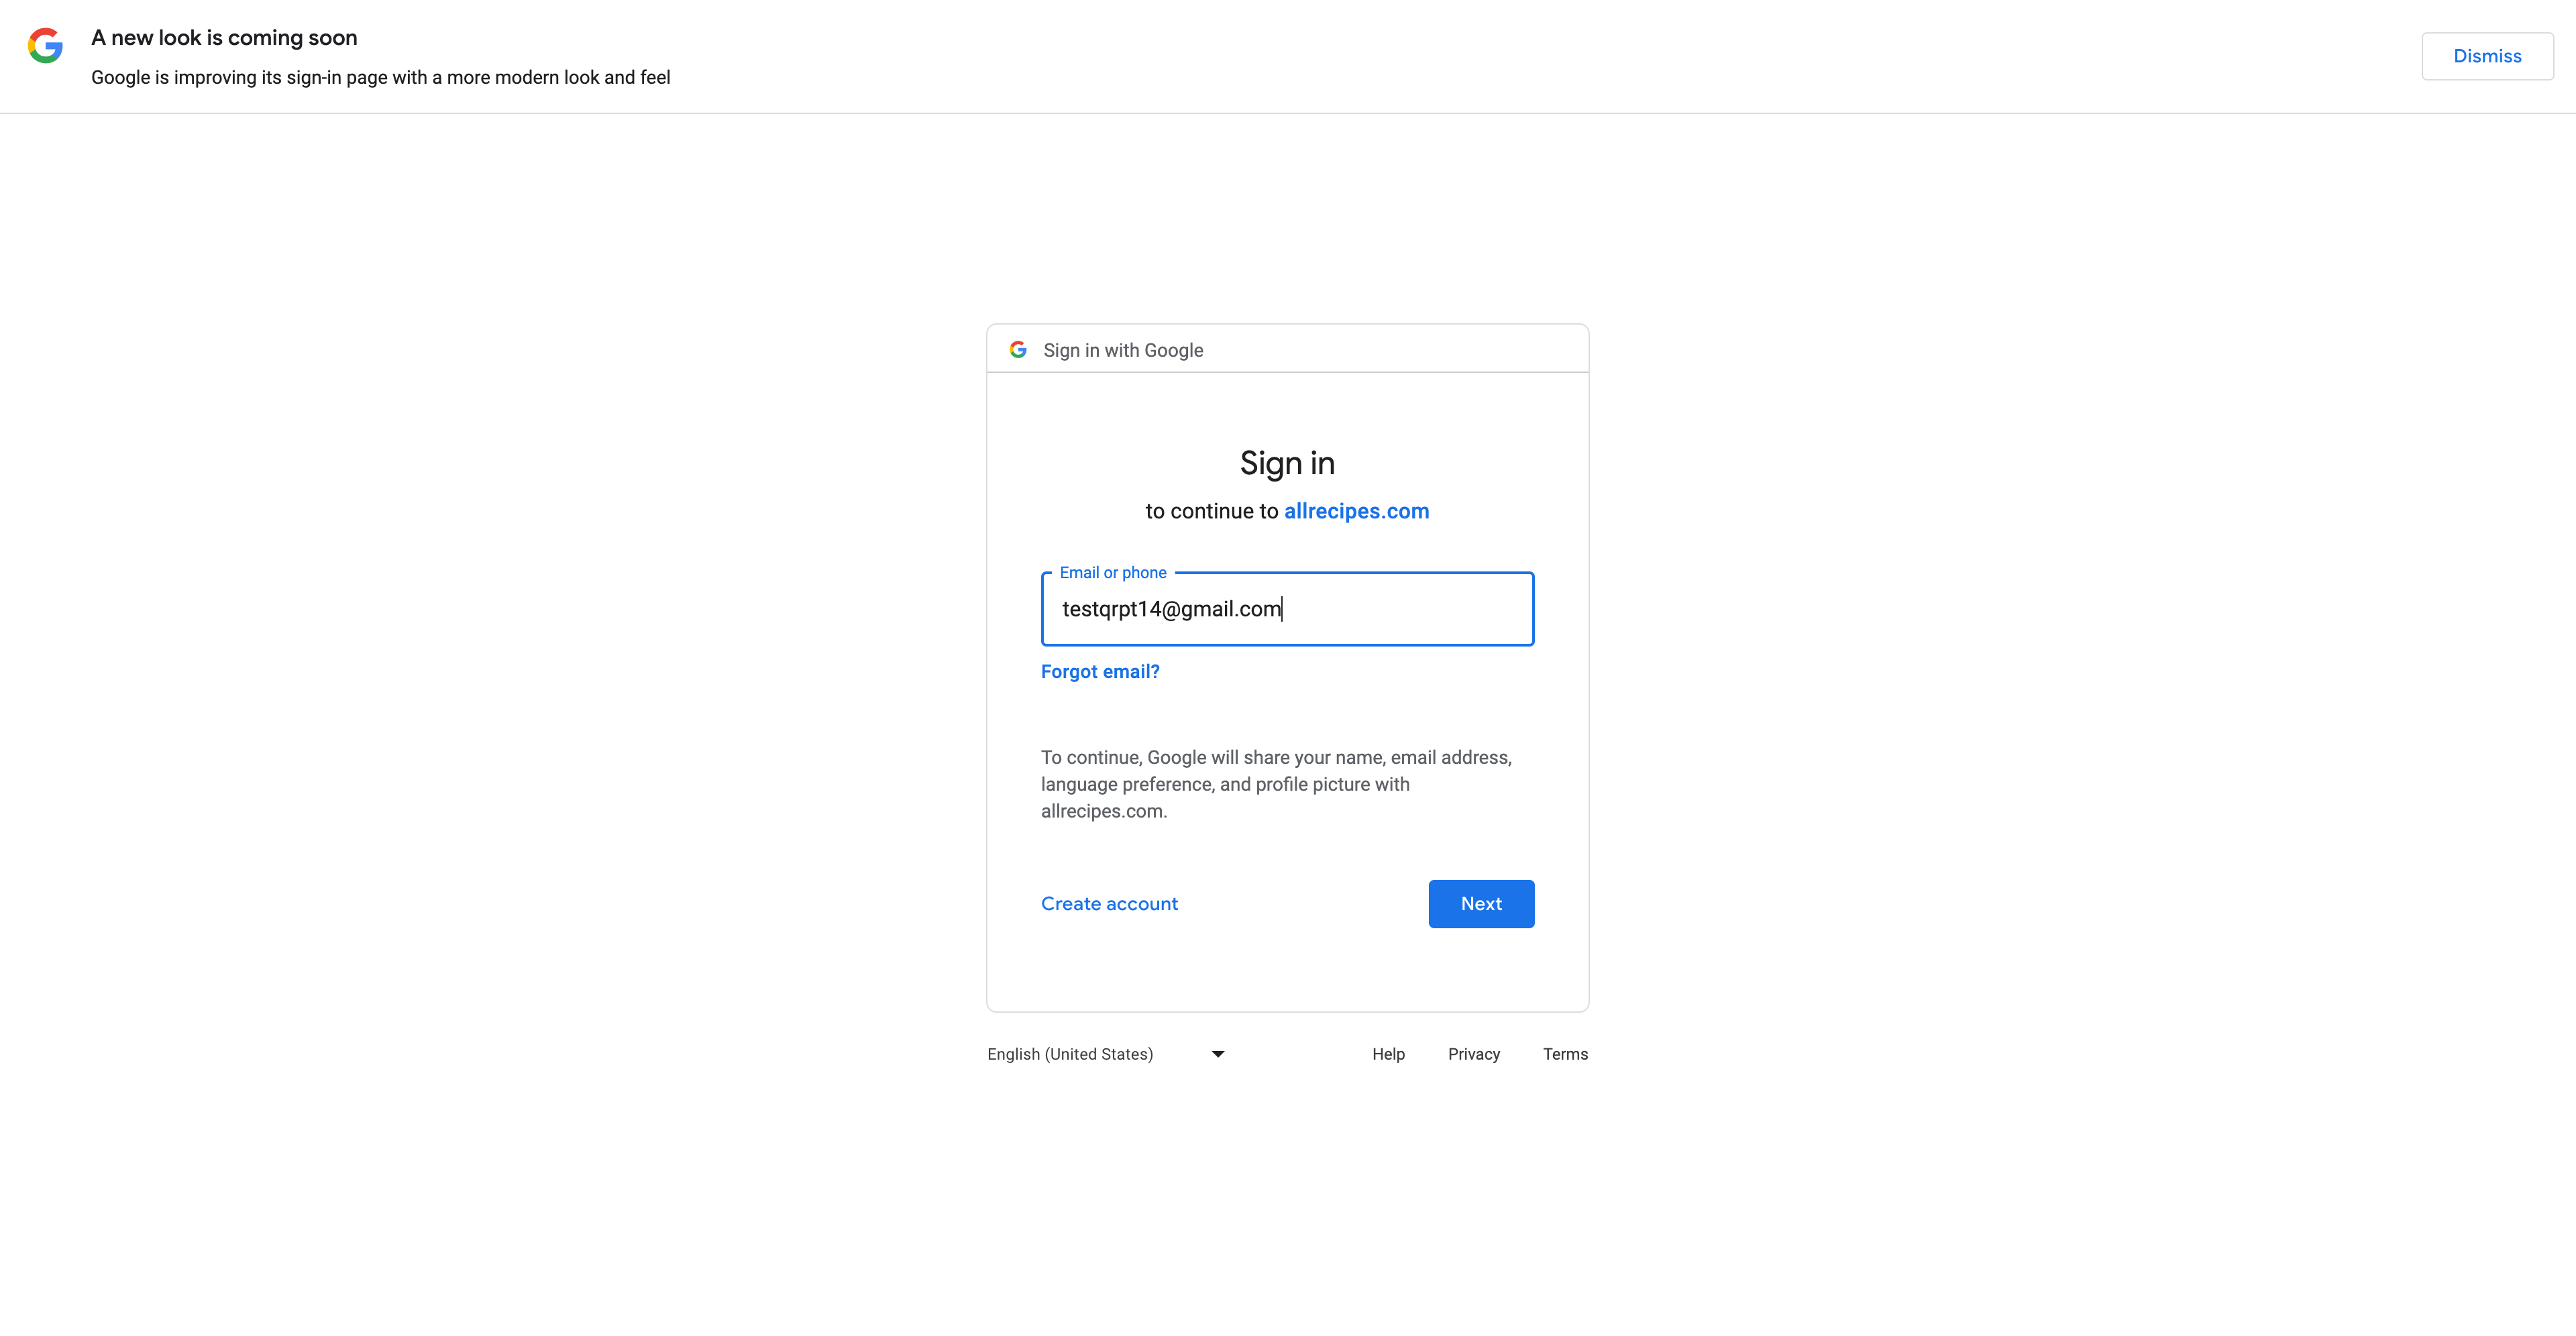 A new look is coming soon
Google is improving its sign-in page with a more modern look and feel
Dismiss
Sign in with Google
Sign in
to continue to allrecipes.com
Email or phone
testqrpt14@gmail.com
Forgot email?
To continue, Google will share your name, email address,
language preference, and profile picture with
allrecipes.com.
Create account
Next
English (United States)
Help
Privacy
Terms